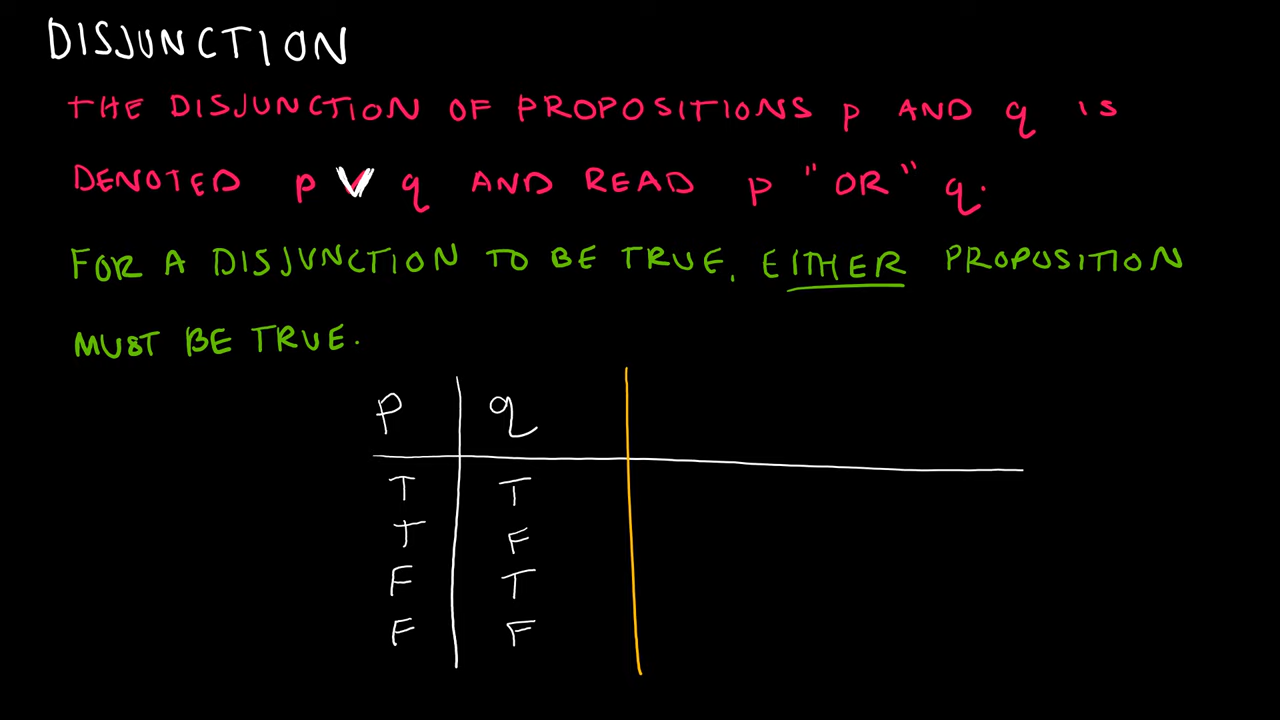 DISJUNCTION
THE DISJUNCTION OF PROPOSITIONS p AND q IS
DENOTED p ∨ q AND READ p "OR" q.
FOR A DISJUNCTION TO BE TRUE, EITHER PROPOSITION
MUST BE TRUE.
p q
T T
T F
F T
F F